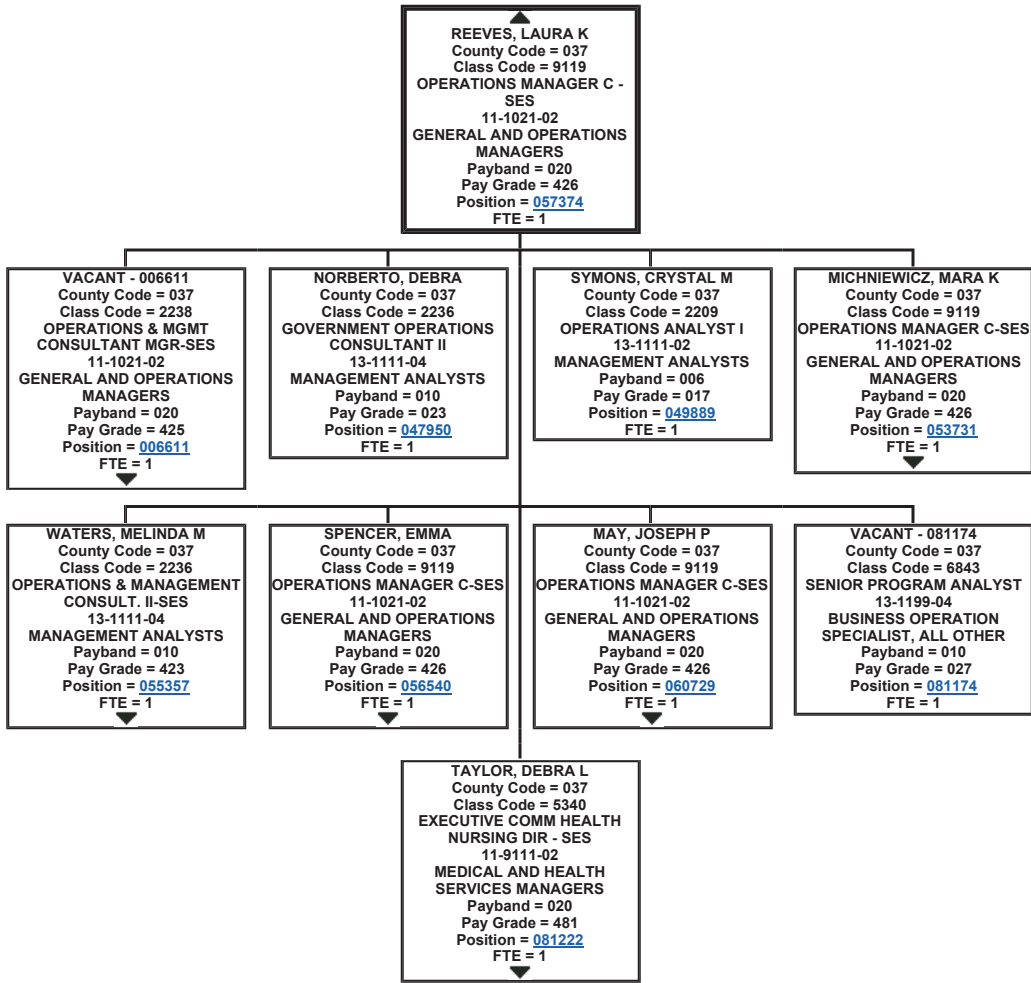 REEVES, LAURA K
County Code = 037
Class Code = 9119
OPERATIONS MANAGER C -
SES
11-1021-02
GENERAL AND OPERATIONS
MANAGERS
Payband = 020
Pay Grade = 426
Position = 057374
FTE = 1
VACANT - 006611
County Code = 037
Class Code = 2238
OPERATIONS & MGMT
CONSULTANT MGR-SES
11-1021-02
GENERAL AND OPERATIONS
MANAGERS
Payband = 020
Pay Grade = 425
Position = 006611
FTE = 1
NORBERTO, DEBRA
County Code = 037
Class Code = 2236
GOVERNMENT OPERATIONS
CONSULTANT II
13-1111-04
MANAGEMENT ANALYSTS
Payband = 010
Pay Grade = 023
Position = 047950
FTE = 1
SYMONS, CRYSTAL M
County Code = 037
Class Code = 2209
OPERATIONS ANALYST I
13-1111-02
MANAGEMENT ANALYSTS
Payband = 006
Pay Grade = 017
Position = 049889
FTE = 1
MICHNIEWICZ, MARA K
County Code = 037
Class Code = 9119
OPERATIONS MANAGER C-SES
11-1021-02
GENERAL AND OPERATIONS
MANAGERS
Payband = 020
Pay Grade = 426
Position = 053731
FTE = 1
WATERS, MELINDA M
County Code = 037
Class Code = 2236
OPERATIONS & MANAGEMENT
CONSULT. II-SES
13-1111-04
MANAGEMENT ANALYSTS
Payband = 010
Pay Grade = 423
Position = 055357
FTE = 1
SPENCER, EMMA
County Code = 037
Class Code = 9119
OPERATIONS MANAGER C-SES
11-1021-02
GENERAL AND OPERATIONS
MANAGERS
Payband = 020
Pay Grade = 426
Position = 056540
FTE = 1
MAY, JOSEPH P
County Code = 037
Class Code = 9119
OPERATIONS MANAGER C-SES
11-1021-02
GENERAL AND OPERATIONS
MANAGERS
Payband = 020
Pay Grade = 426
Position = 060729
FTE = 1
VACANT - 081174
County Code = 037
Class Code = 6843
SENIOR PROGRAM ANALYST
13-1199-04
BUSINESS OPERATION
SPECIALIST, ALL OTHER
Payband = 010
Pay Grade = 027
Position = 081174
FTE = 1
TAYLOR, DEBRA L
County Code = 037
Class Code = 5340
EXECUTIVE COMM HEALTH
NURSING DIR - SES
11-9111-02
MEDICAL AND HEALTH
SERVICES MANAGERS
Payband = 020
Pay Grade = 481
Position = 081222
FTE = 1